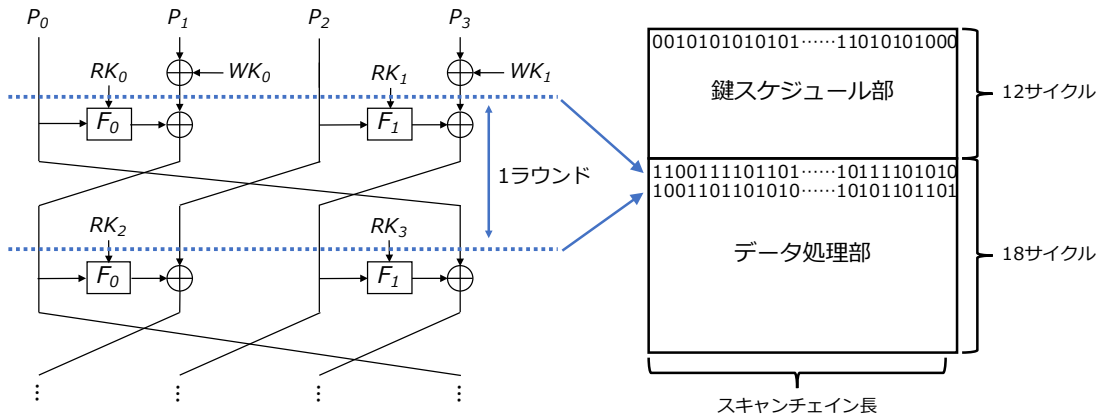 P0 P1 P2 P3
RK0 WK0 RK1 WK1
F0 F1
1ラウンド
RK2 RK3
F0 F1
⋮ ⋮ ⋮ ⋮
0010101010101……11010101000
鍵スケジュール部
12サイクル
1100111101101……10111101010
1001101101010……10101101101
データ処理部
18サイクル
スキャンチェイン長